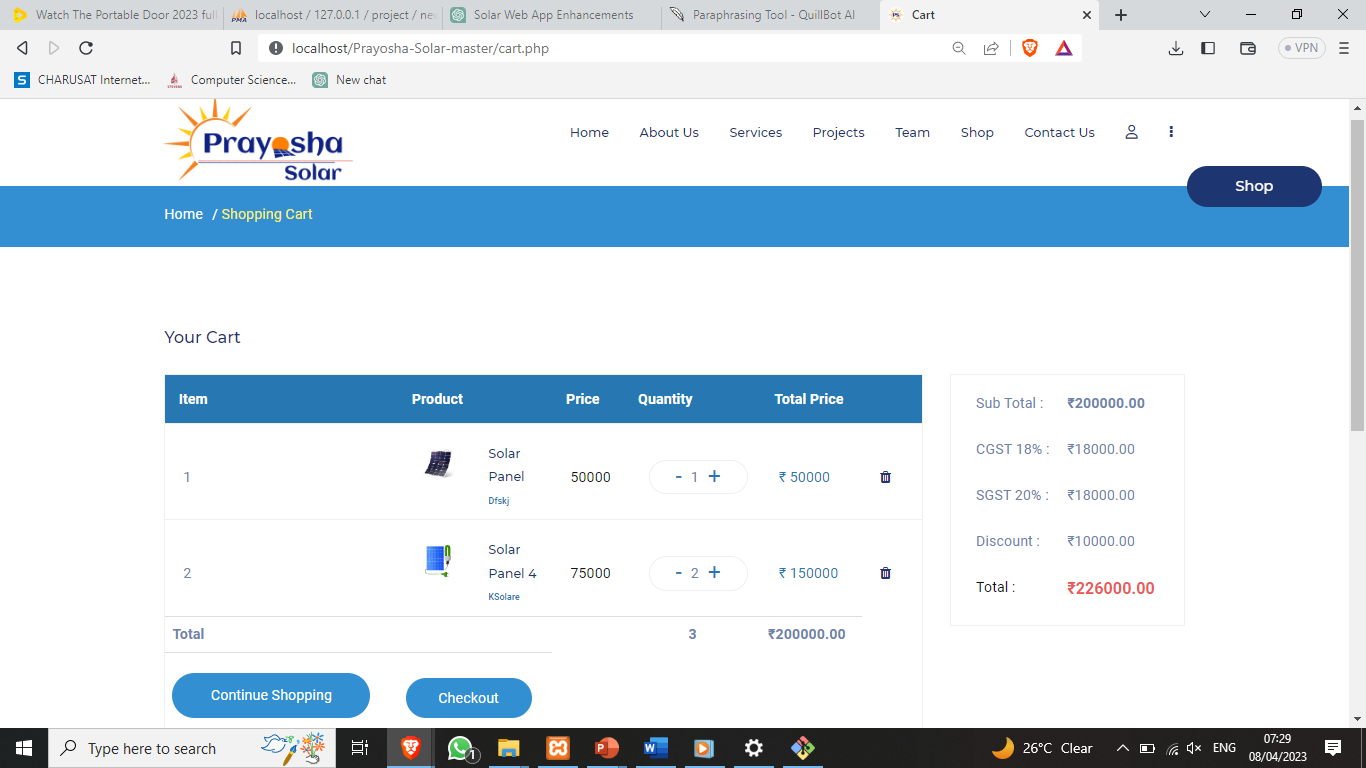 Watch The Portable Door 2023 full
localhost / 127.0.0.1 / project / ne
Solar Web App Enhancements
Paraphrasing Tool - QuillBot AI
Cart
localhost/Prayosha-Solar-master/cart.php
VPN
CHARUSAT Internet...
Computer Science...
New chat
Prayosha
Solar
Home
About Us
Services
Projects
Team
Shop
Contact Us
Shop
Home / Shopping Cart
Your Cart
Item Product Price Quantity Total Price
1 Solar Panel Dfskj 50000 - 1 + ₹ 50000
2 Solar Panel 4 KSolare 75000 - 2 + ₹ 150000
Total 3 ₹200000.00
Continue Shopping
Checkout
Sub Total : ₹200000.00
CGST 18% : ₹18000.00
SGST 20% : ₹18000.00
Discount : ₹10000.00
Total : ₹226000.00
Type here to search
1
26°C Clear
ENG
07:29
08/04/2023